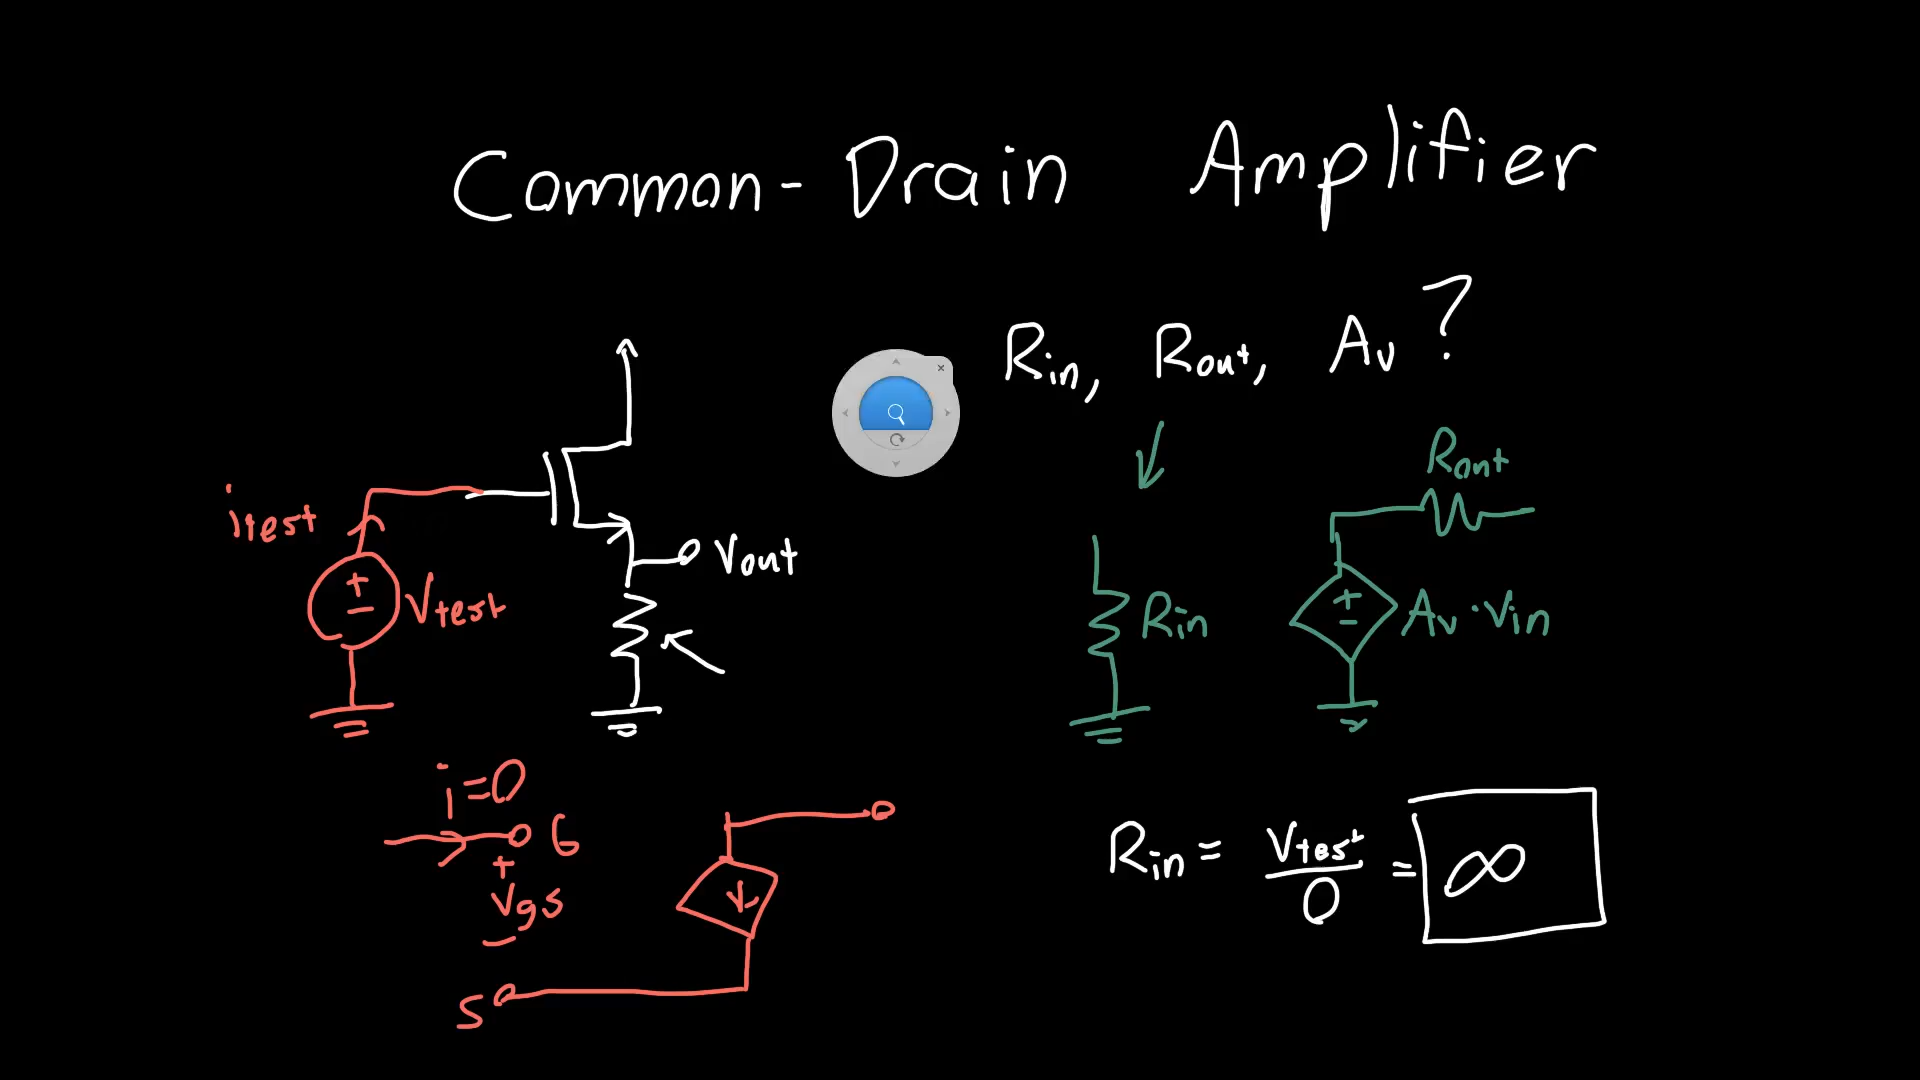 Common-Drain Amplifier
Rin, Rout, Av?
Rout
itest
Vout
+
-
Vtest
Rin
+
-
Av·Vin
i=0
G
+
Vgs
-
S
Rin = Vtest/0 = ∞